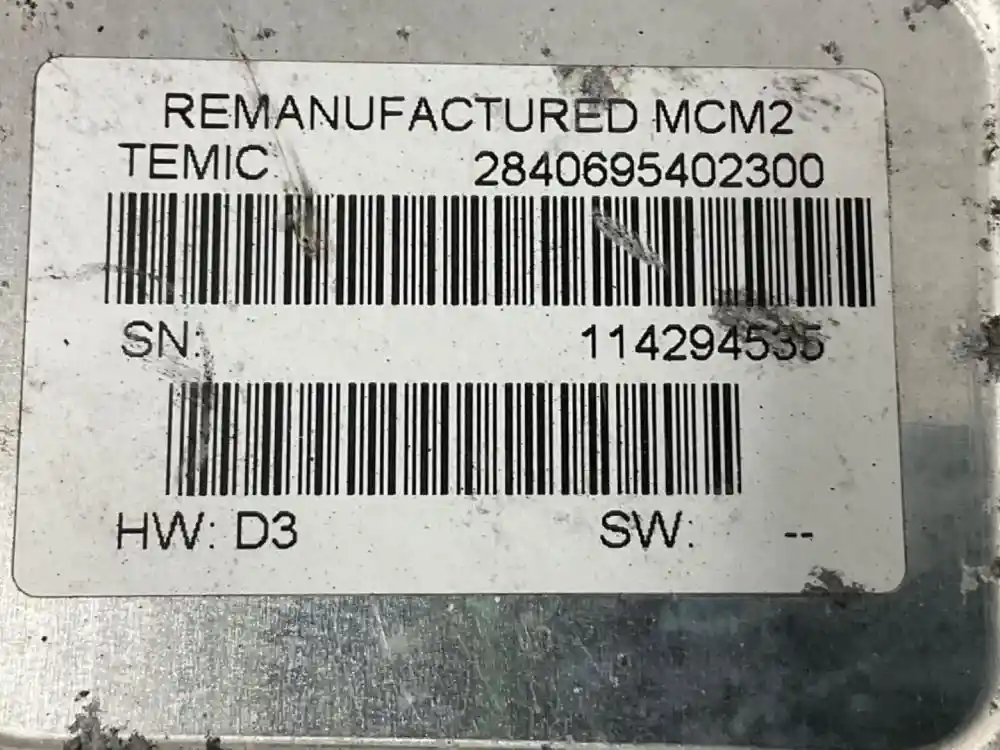 REMANUFACTURED MCM2
TEMIC 2840695402300
SN: 114294535
HW: D3 SW: --